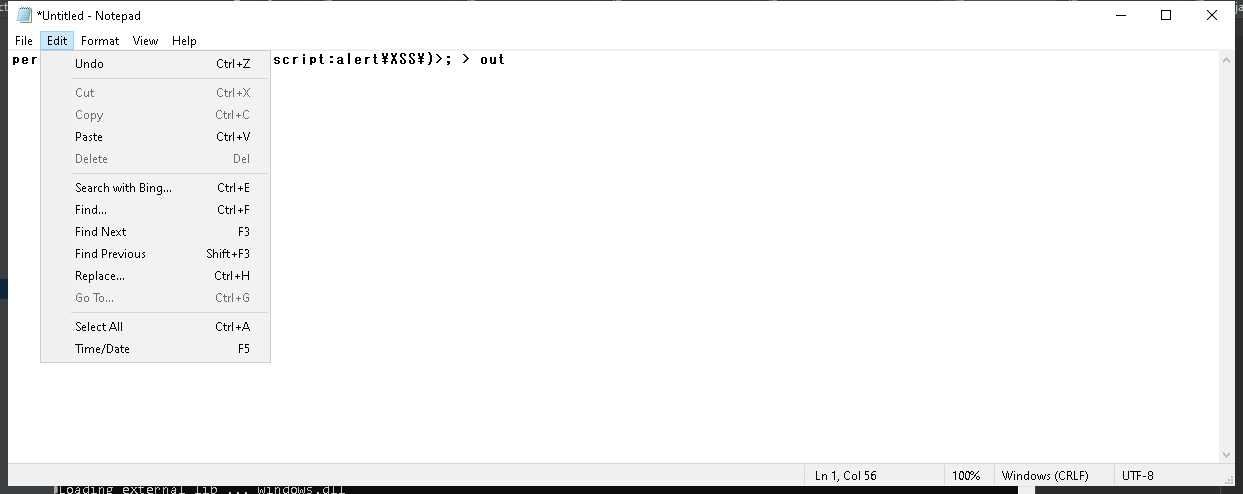 *Untitled - Notepad
File Edit Format View Help
per script:alert¥XSS¥)>; > out
Undo Ctrl+Z
Cut Ctrl+X
Copy Ctrl+C
Paste Ctrl+V
Delete Del
Search with Bing... Ctrl+E
Find... Ctrl+F
Find Next F3
Find Previous Shift+F3
Replace... Ctrl+H
Go To... Ctrl+G
Select All Ctrl+A
Time/Date F5
Ln 1, Col 56 100% Windows (CRLF) UTF-8
Loading external lib ... windows.dll